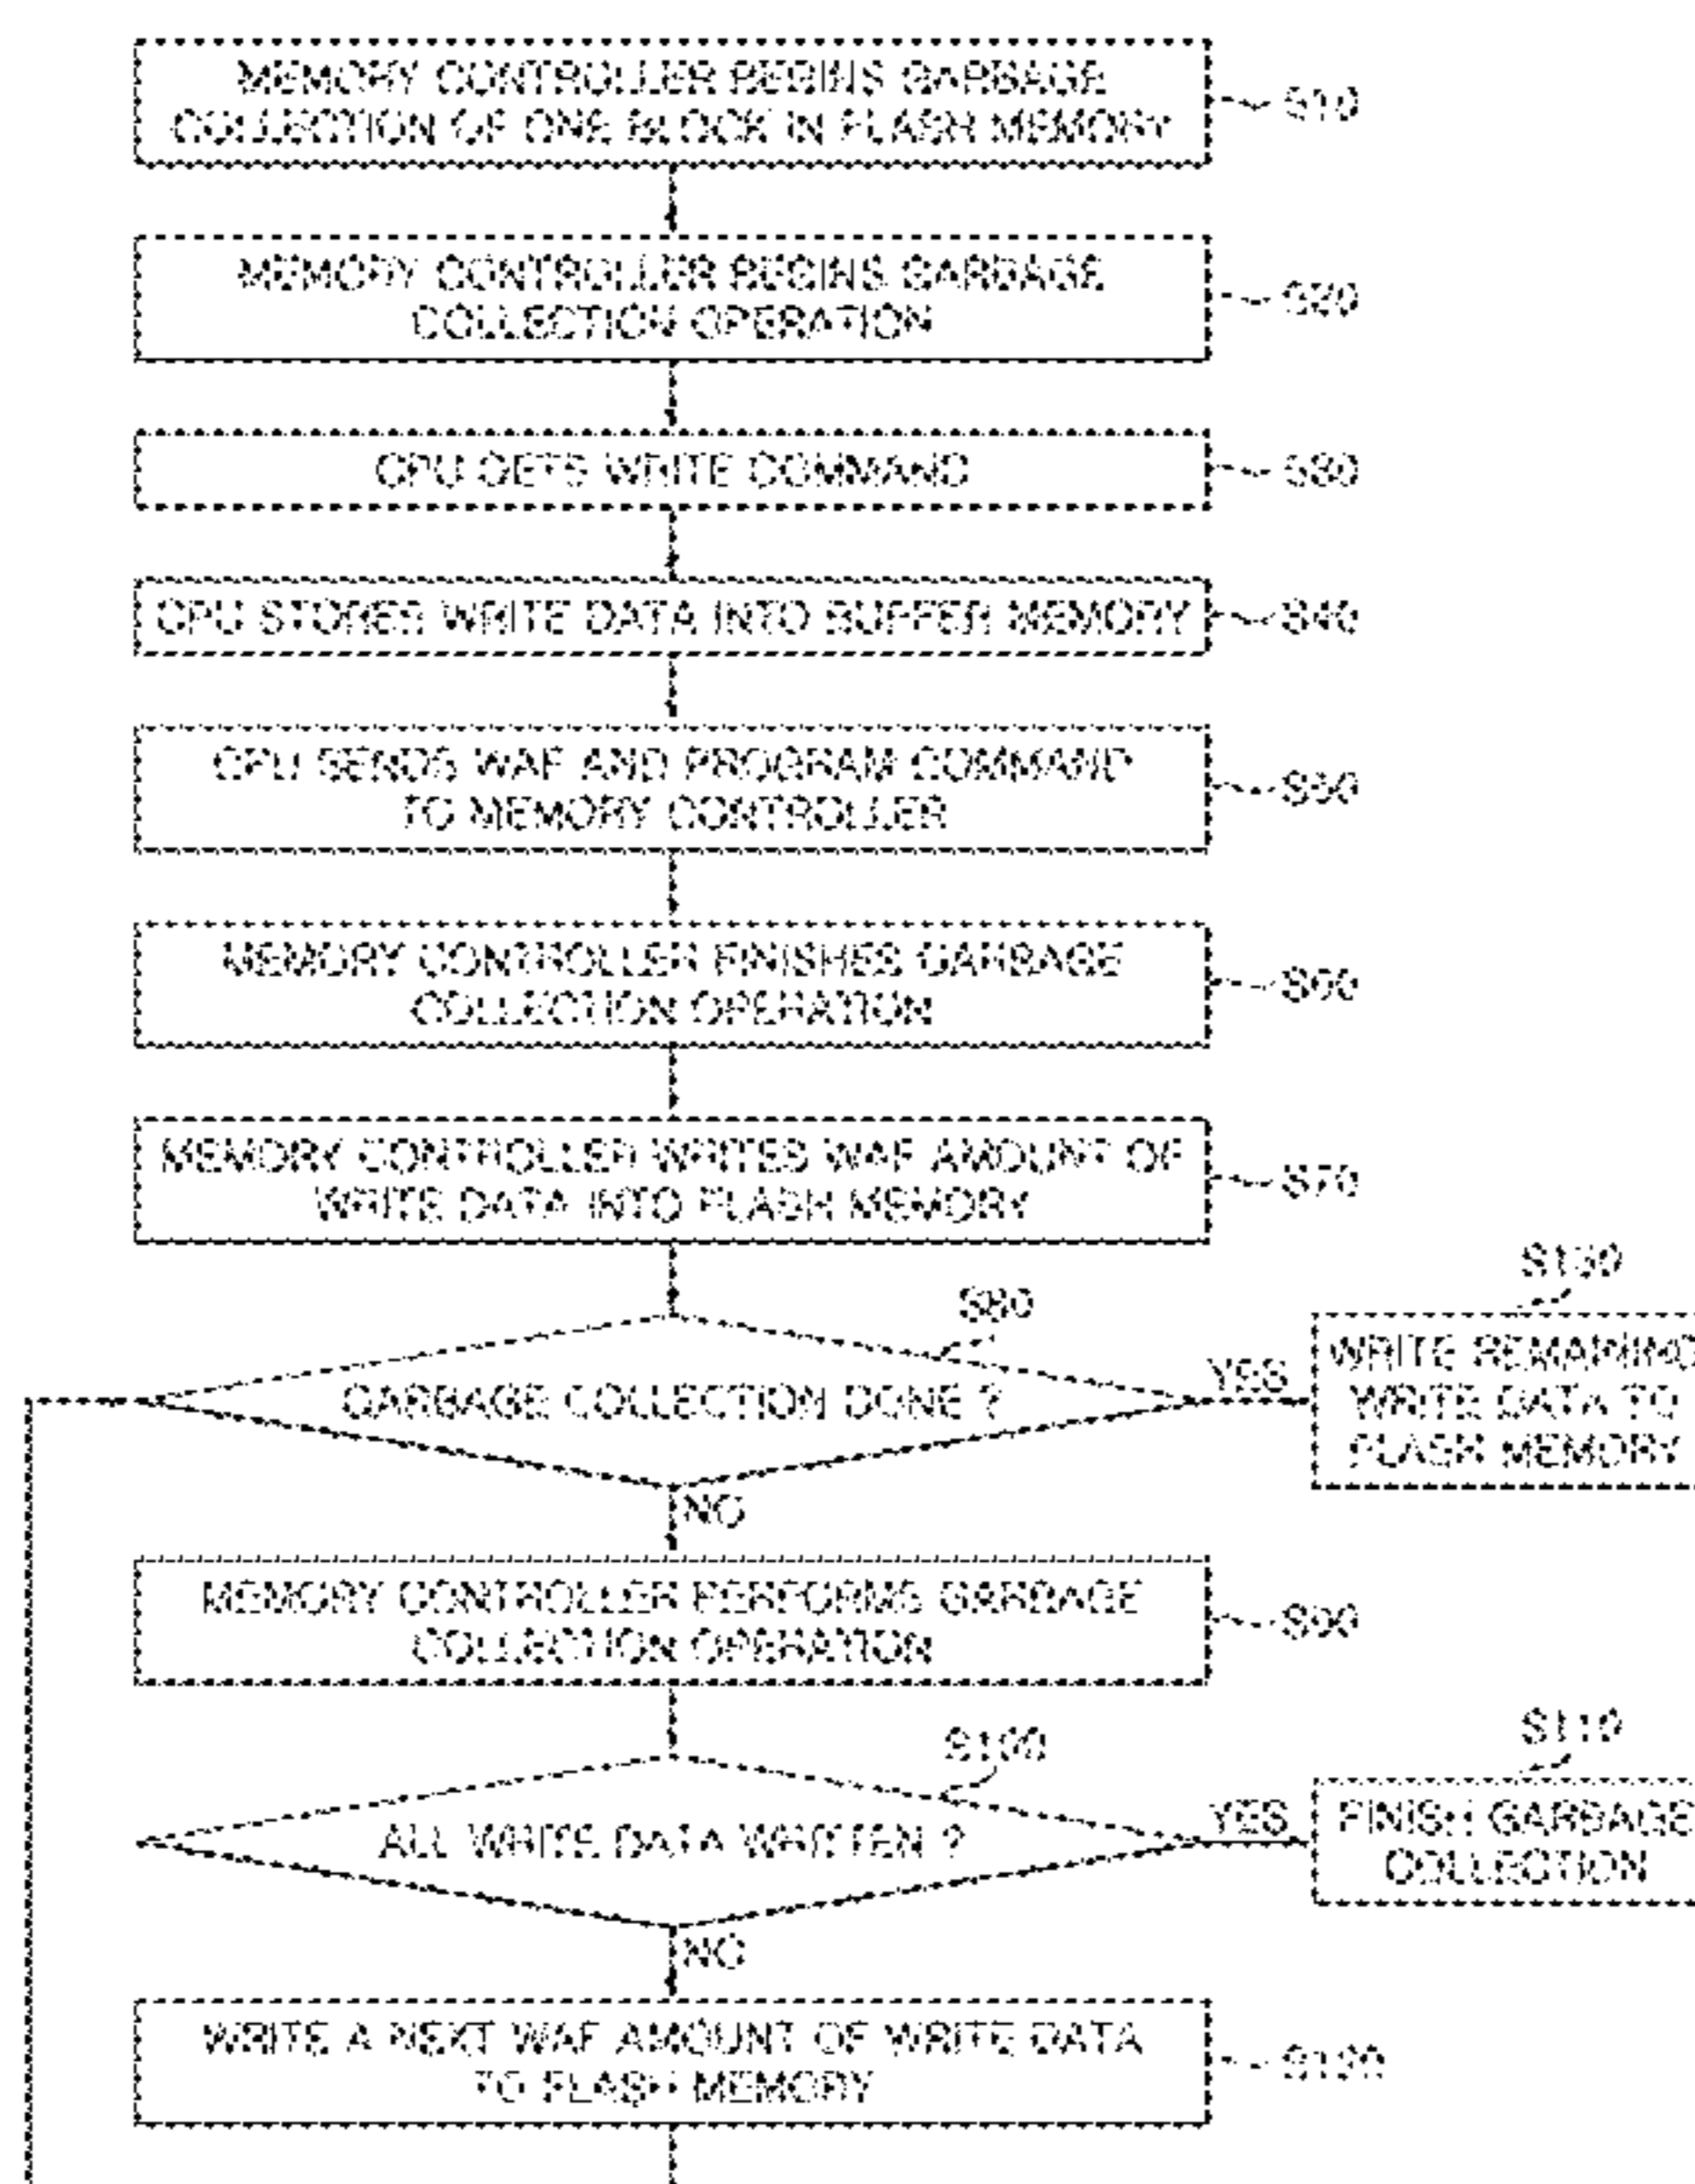 MEMORY CONTROLLER BEGINS GARBAGE
COLLECTION OF ONE BLOCK IN FLASH MEMORY
S10
MEMORY CONTROLLER BEGINS GARBAGE
COLLECTION OPERATION
S20
CPU GETS WRITE COMMAND
S30
CPU STORES WRITE DATA INTO BUFFER MEMORY
S40
CPU SENDS WAF AND PROGRAM COMMAND
TO MEMORY CONTROLLER
S50
MEMORY CONTROLLER FINISHES GARBAGE
COLLECTION OPERATION
S60
MEMORY CONTROLLER WRITES WAF AMOUNT OF
WRITE DATA INTO FLASH MEMORY
S70
S80
GARBAGE COLLECTION DONE ?
YES
S130
WRITE REMAINING
WRITE DATA TO
FLASH MEMORY
NO
MEMORY CONTROLLER PERFORMS GARBAGE
COLLECTION OPERATION
S90
S100
ALL WRITE DATA WRITTEN ?
YES
S110
FINISH GARBAGE
COLLECTION
NO
WRITE A NEXT WAF AMOUNT OF WRITE DATA
TO FLASH MEMORY
S120